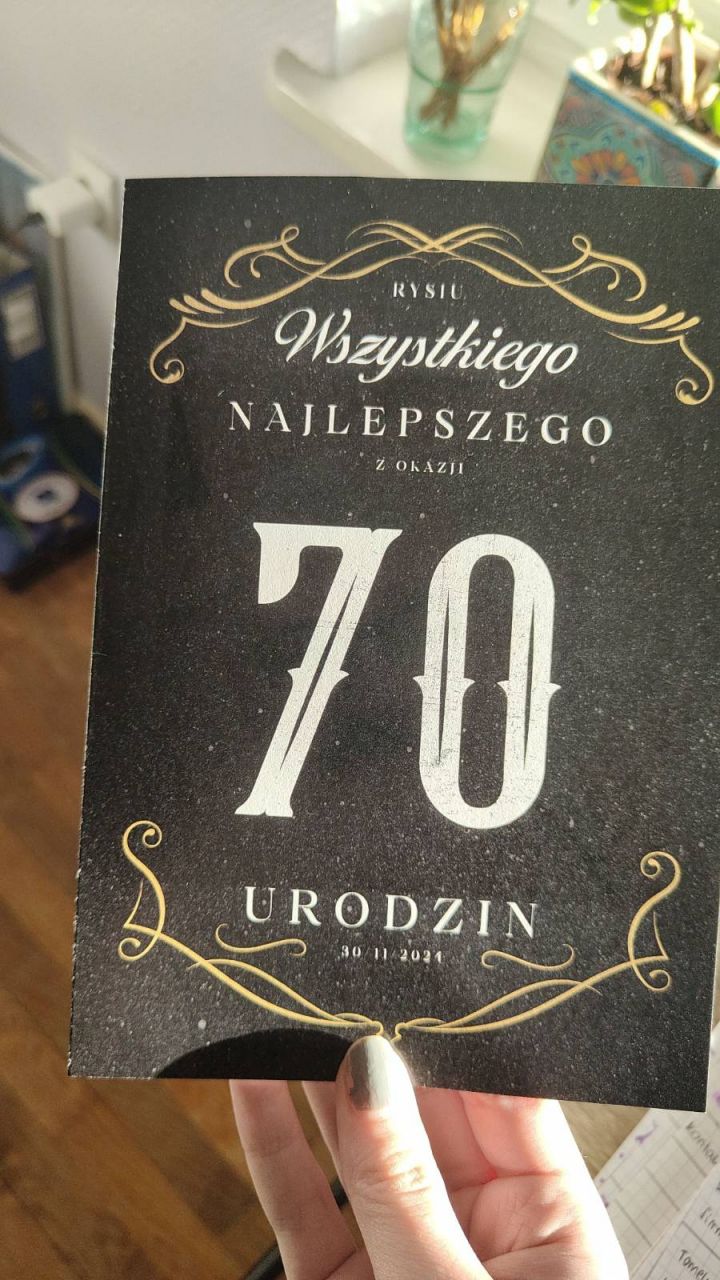 RYSIU
Wszystkiego
NAJLEPSZEGO
Z OKAZJI
70
URODZIN
30 11 2024